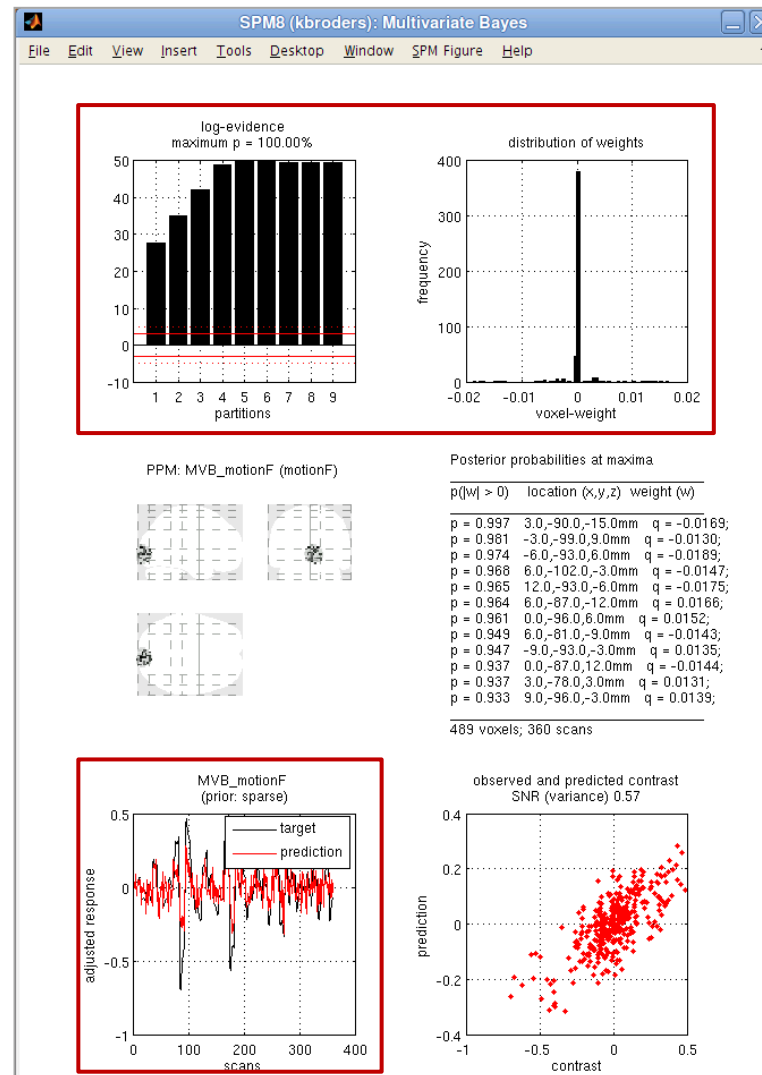 SPM8 (kbroders): Multivariate Bayes
File Edit View Insert Tools Desktop Window SPM Figure Help
log-evidence
maximum p = 100.00%
50
40
30
20
10
0
-10
1 2 3 4 5 6 7 8 9
partitions
distribution of weights
400
300
200
100
0
frequency
-0.02 -0.01 0 0.01 0.02
voxel-weight
PPM: MVB_motionF (motionF)
Posterior probabilities at maxima
p(|w| > 0) location (x,y,z) weight (w)
p = 0.997 3.0,-90.0,-15.0mm q = -0.0169;
p = 0.981 -3.0,-99.0,9.0mm q = -0.0130;
p = 0.974 -6.0,-93.0,6.0mm q = -0.0189;
p = 0.968 6.0,-102.0,-3.0mm q = -0.0147;
p = 0.965 12.0,-93.0,-6.0mm q = -0.0175;
p = 0.964 6.0,-87.0,-12.0mm q = 0.0166;
p = 0.961 0.0,-96.0,6.0mm q = 0.0152;
p = 0.949 6.0,-81.0,-9.0mm q = -0.0143;
p = 0.947 -9.0,-93.0,-3.0mm q = 0.0135;
p = 0.937 0.0,-87.0,12.0mm q = -0.0144;
p = 0.937 3.0,-78.0,3.0mm q = 0.0131;
p = 0.933 9.0,-96.0,-3.0mm q = 0.0139;
489 voxels; 360 scans
MVB_motionF
(prior: sparse)
0.5
0
-0.5
-1
adjusted response
target
prediction
0 100 200 300 400
scans
observed and predicted contrast
SNR (variance) 0.57
0.4
0.2
0
-0.2
-0.4
prediction
-1 -0.5 0 0.5
contrast